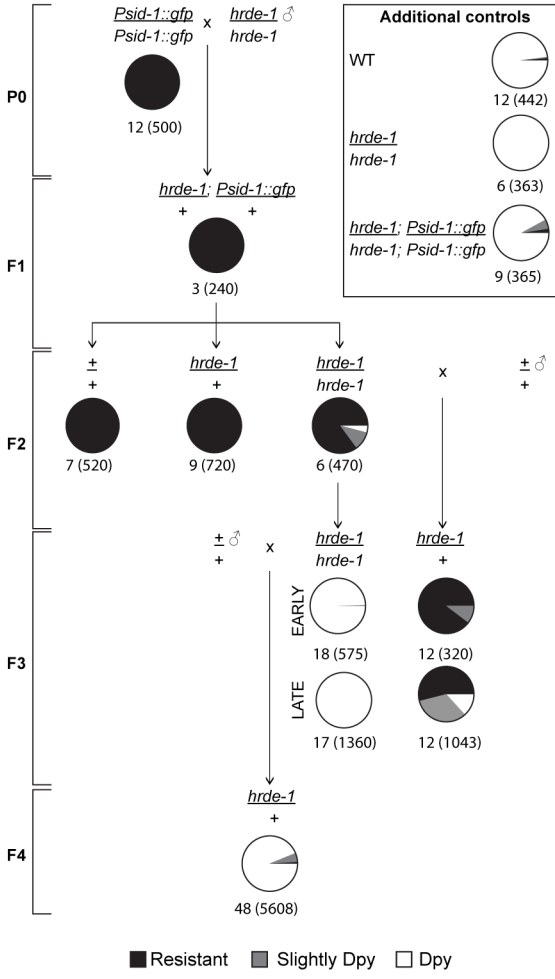 Additional controls
WT
12 (442)
hrde-1
hrde-1
6 (363)
hrde-1; Psid-1::gfp
hrde-1; Psid-1::gfp
9 (365)
P0
Psid-1::gfp x hrde-1 ♂
Psid-1::gfp hrde-1
12 (500)
F1
hrde-1; Psid-1::gfp
+ +
3 (240)
F2
+ hrde-1 hrde-1 x + ♂
+ + hrde-1 +
7 (520) 9 (720) 6 (470)
F3
+ ♂ x hrde-1 hrde-1
+ hrde-1 +
EARLY
18 (575) 12 (320)
LATE
17 (1360) 12 (1043)
F4
hrde-1
+
48 (5608)
Resistant Slightly Dpy Dpy